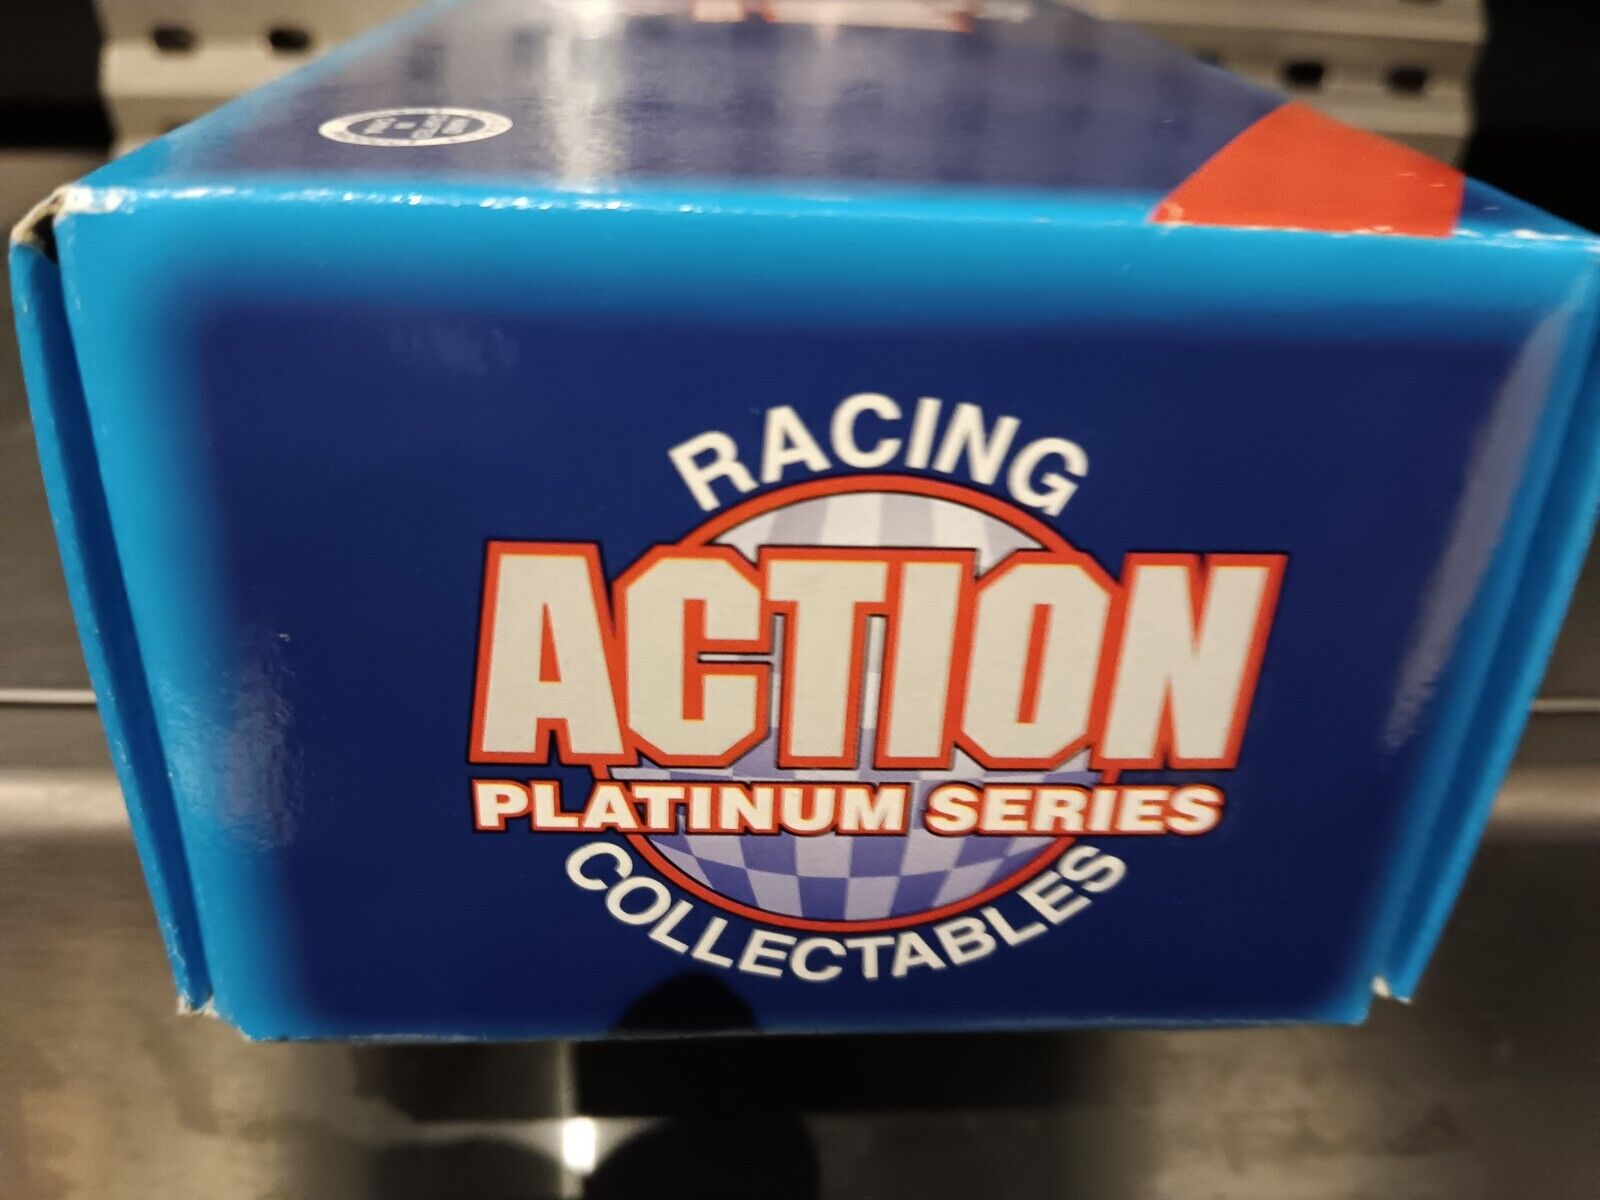 RACING
ACTION
PLATINUM SERIES
COLLECTABLES